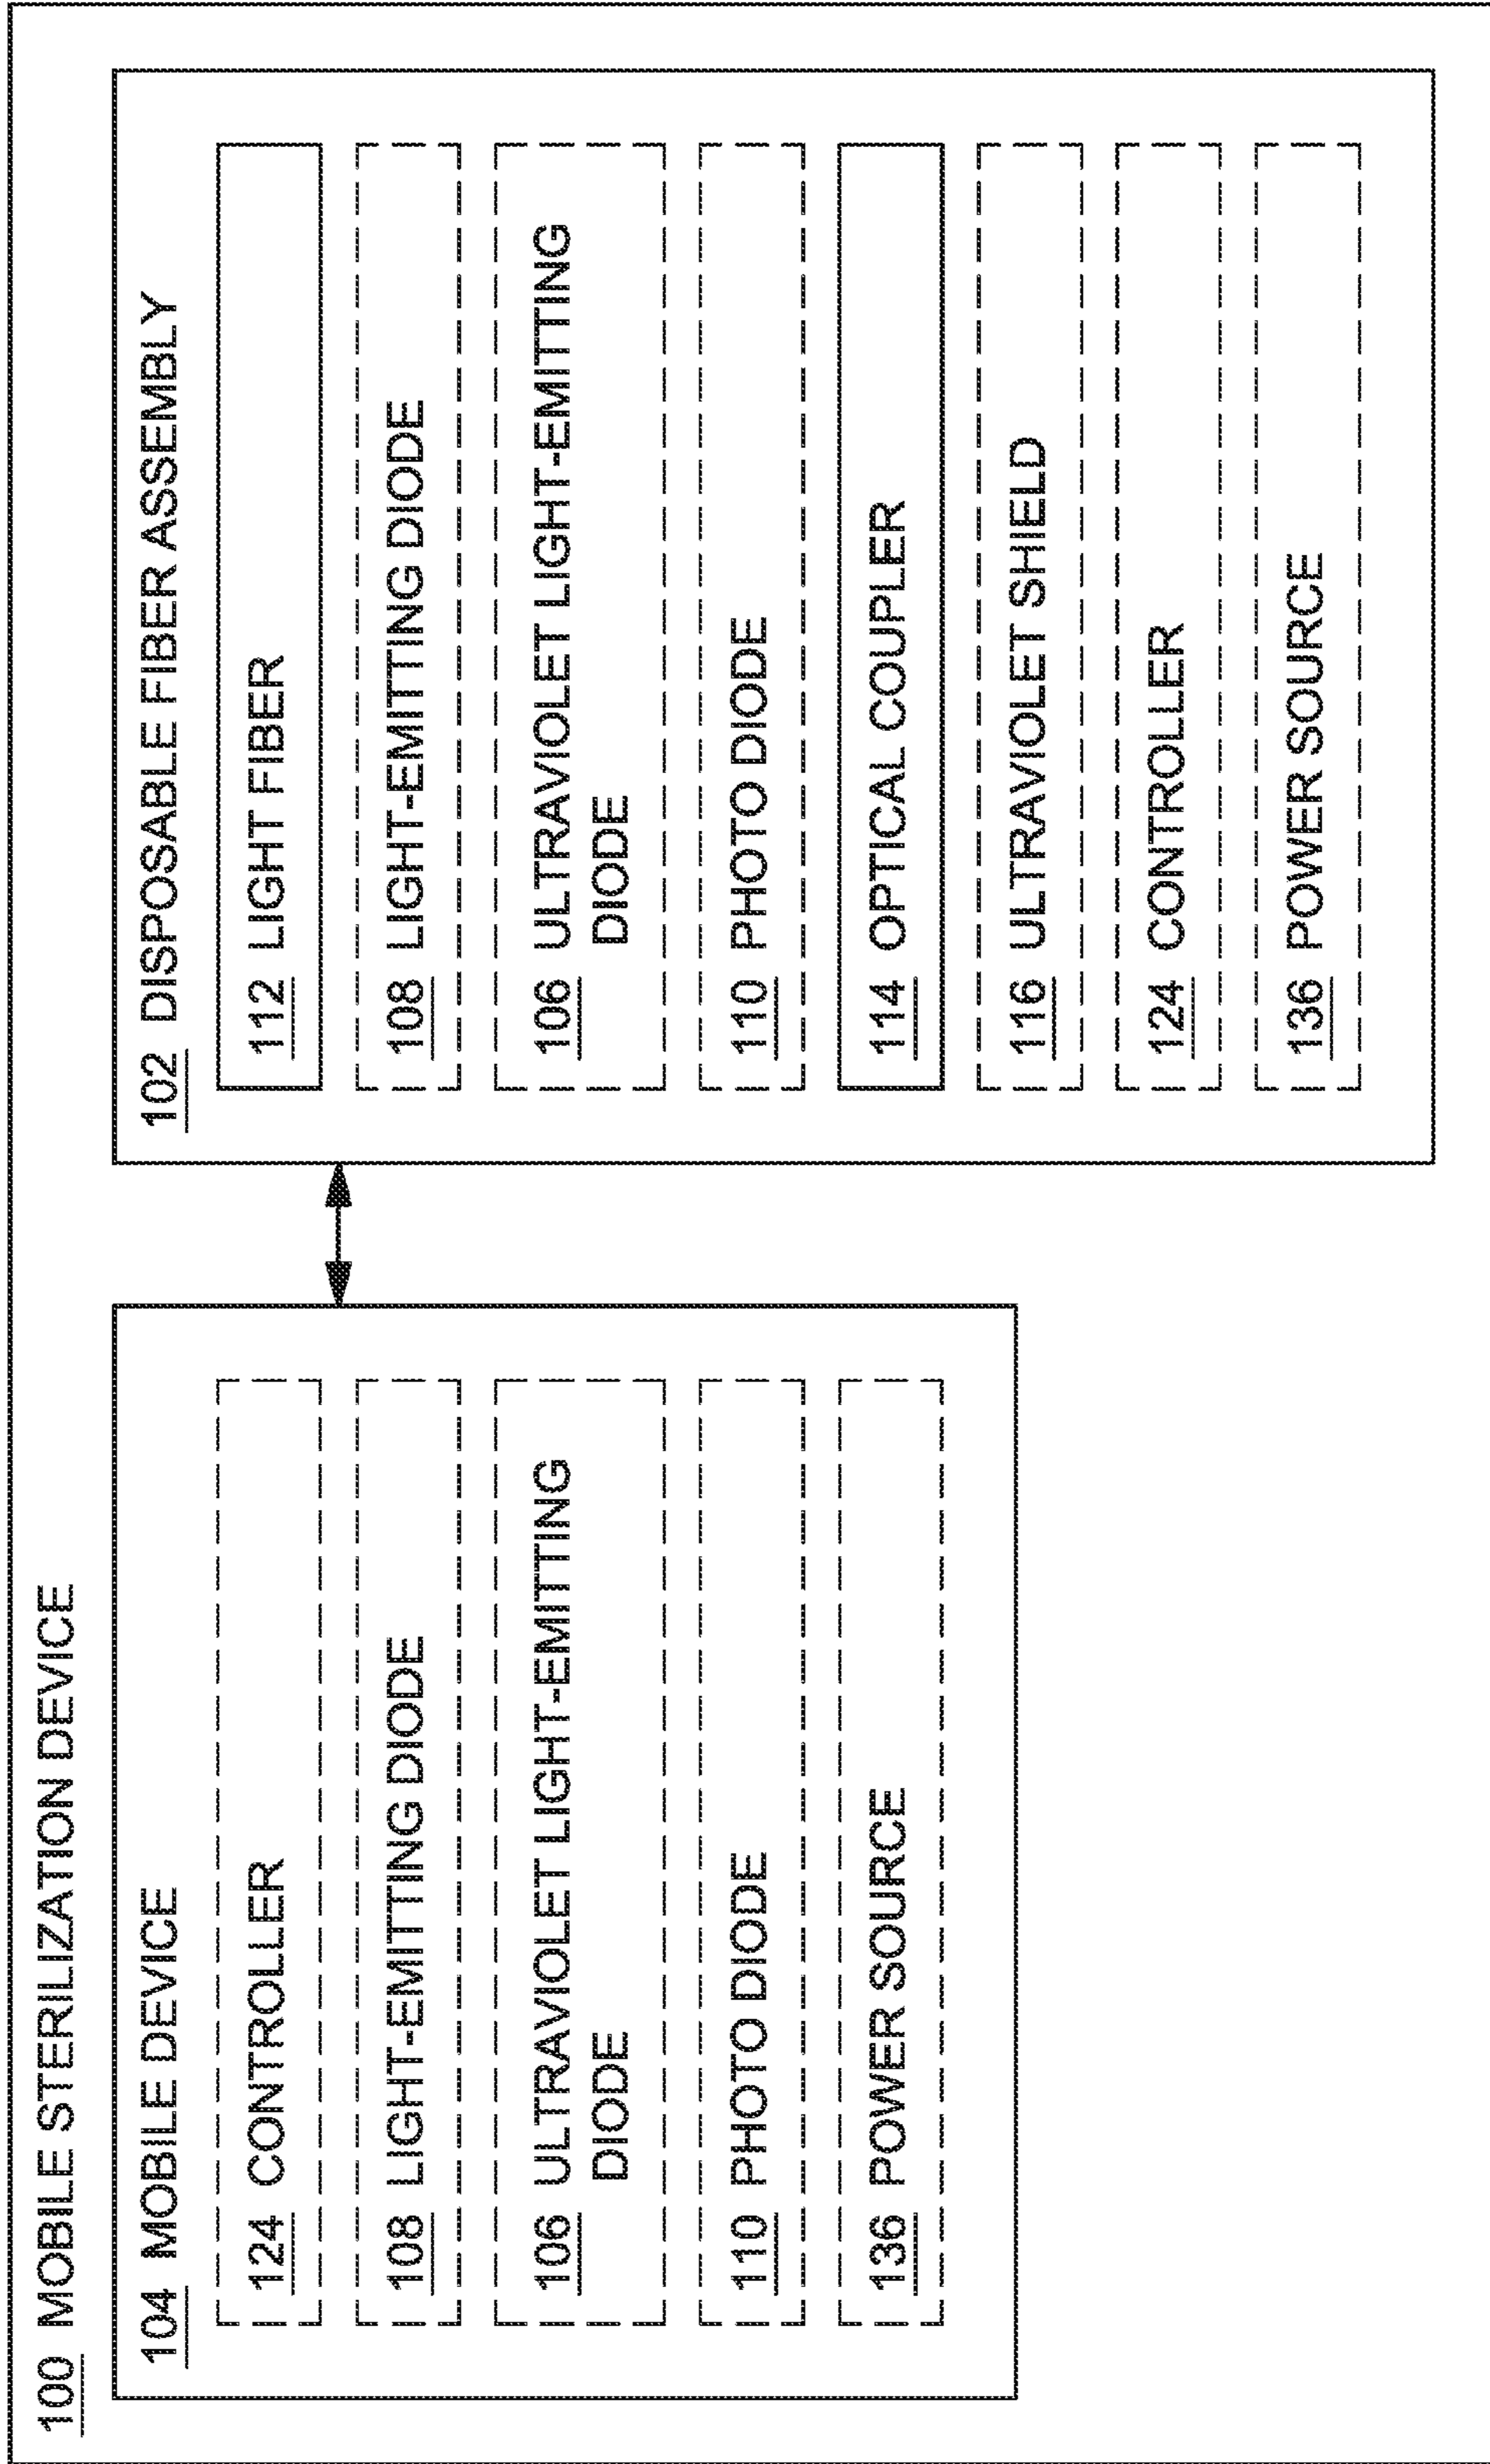 100 MOBILE STERILIZATION DEVICE
104 MOBILE DEVICE
124 CONTROLLER
108 LIGHT-EMITTING DIODE
106 ULTRAVIOLET LIGHT-EMITTING
DIODE
110 PHOTO DIODE
136 POWER SOURCE
102 DISPOSABLE FIBER ASSEMBLY
112 LIGHT FIBER
108 LIGHT-EMITTING DIODE
106 ULTRAVIOLET LIGHT-EMITTING
DIODE
110 PHOTO DIODE
114 OPTICAL COUPLER
116 ULTRAVIOLET SHIELD
124 CONTROLLER
136 POWER SOURCE